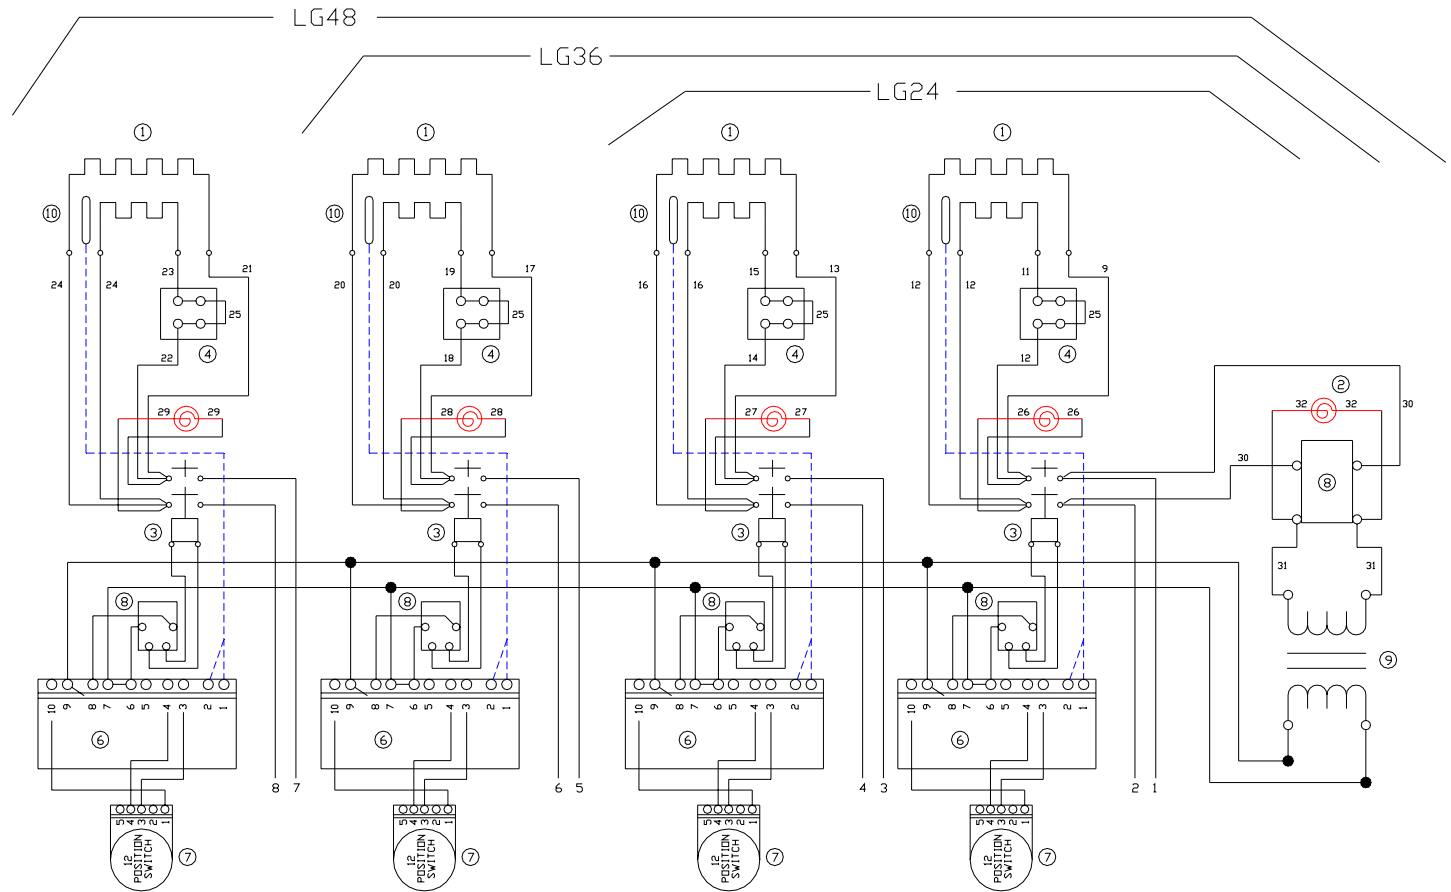 LG48
LG36
LG24
1 1 1 1
10 10 10 10
23 21 19 17 15 13 11 9
24 24 20 20 16 16 12 12
25 25 25 25
22 4 18 4 14 4 12 4
2
29 29 28 28 27 27 26 26 32 32 30
30
8
3 3 3 3
31 31
8 8 8 8
9
10 9 8 7 6 5 4 3 2 1
10 9 8 7 6 5 4 3 2 1
10 9 8 7 6 5 4 3 2
10 9 8 7 6 5 4 3 2 1
6 6 6 6
8 7 6 5 4 3 2 1
5 4 3 2 1
5 4 3 2 1
5 4 3 2 1
5 4 3 2 1
12
POSITION
SWITCH
7
12
POSITION
SWITCH
7
12
POSITION
SWITCH
7
12
POSITION
SWITCH
7